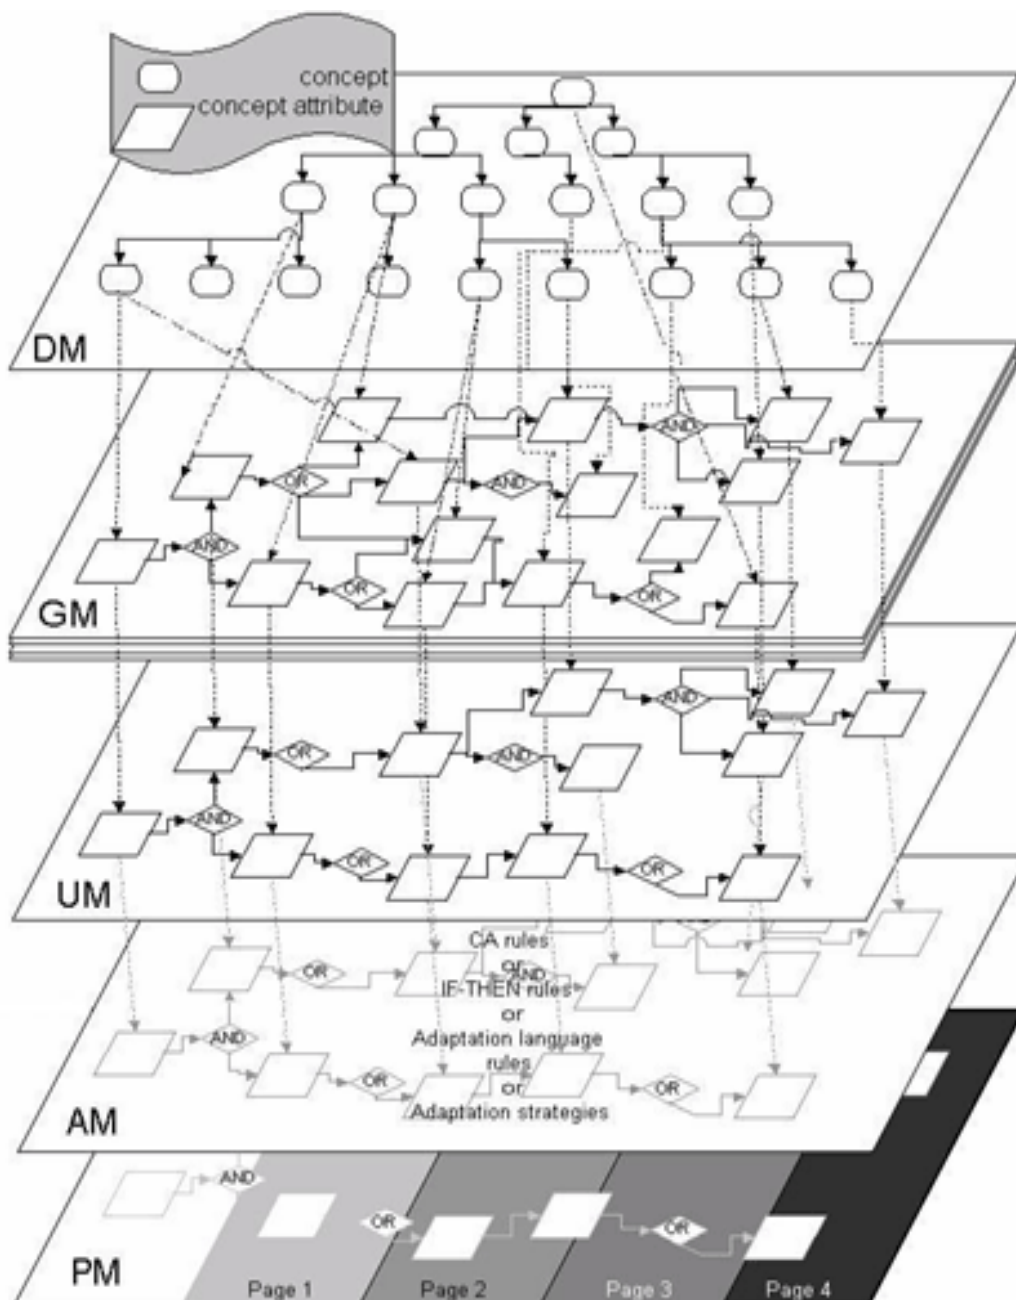 concept
concept attribute
DM
AND
OR
AND
AND
OR
OR
GM
AND
OR
AND
AND
OR
OR
UM
CA rules
or
OR
AND
IF-THEN rules
or
AND
Adaptation language
rules
OR
or
OR
Adaptation strategies
AM
AND
OR
OR
PM
Page 1
Page 2
Page 3
Page 4